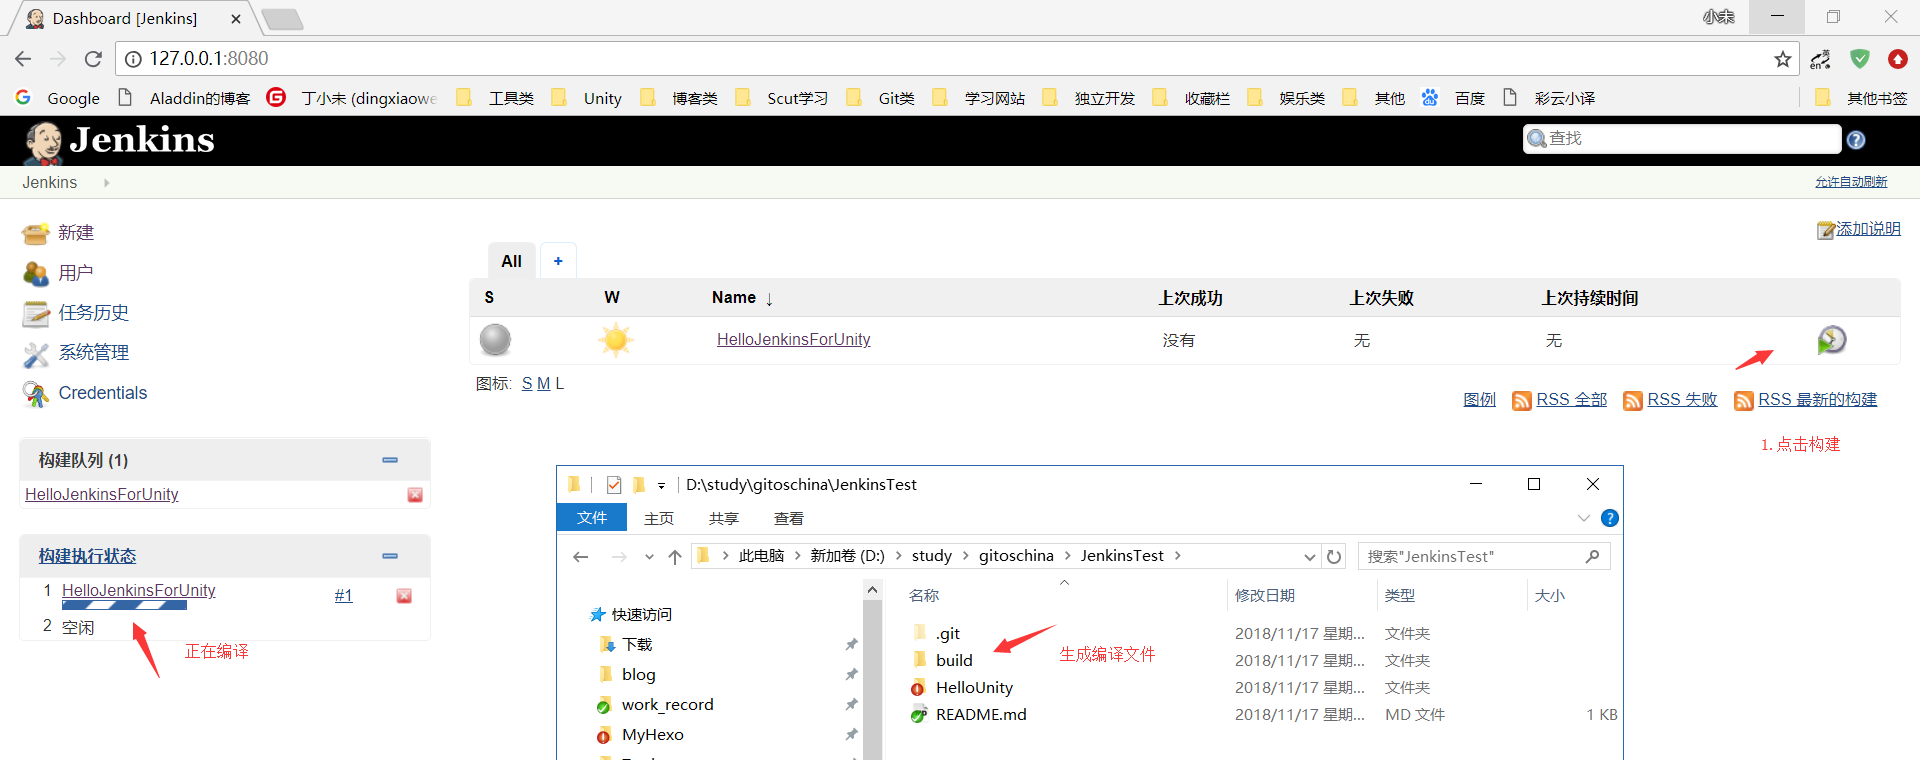 Dashboard [Jenkins]
小未
127.0.0.1:8080
英
en
Google
Aladdin的博客
丁小未 (dingxiaowe
工具类
Unity
博客类
Scut学习
Git类
学习网站
独立开发
收藏栏
娱乐类
其他
百度
彩云小译
其他书签
Jenkins
查找
Jenkins
允许自动刷新
新建
用户
任务历史
系统管理
Credentials
添加说明
All +
S W Name ↓ 上次成功 上次失败 上次持续时间
HelloJenkinsForUnity 没有 无 无
图标: S M L
图例 RSS 全部 RSS 失败 RSS 最新的构建
1. 点击构建
构建队列 (1)
HelloJenkinsForUnity
构建执行状态
1 HelloJenkinsForUnity #1
2 空闲
正在编译
D:\study\gitoschina\JenkinsTest
文件 主页 共享 查看
此电脑 新加卷 (D:) study gitoschina JenkinsTest
搜索"JenkinsTest"
快速访问
下载
blog
work_record
MyHexo
名称 修改日期 类型 大小
.git 2018/11/17 星期... 文件夹
build 2018/11/17 星期... 文件夹
HelloUnity 2018/11/17 星期... 文件夹
README.md 2018/11/17 星期... MD 文件 1 KB
生成编译文件